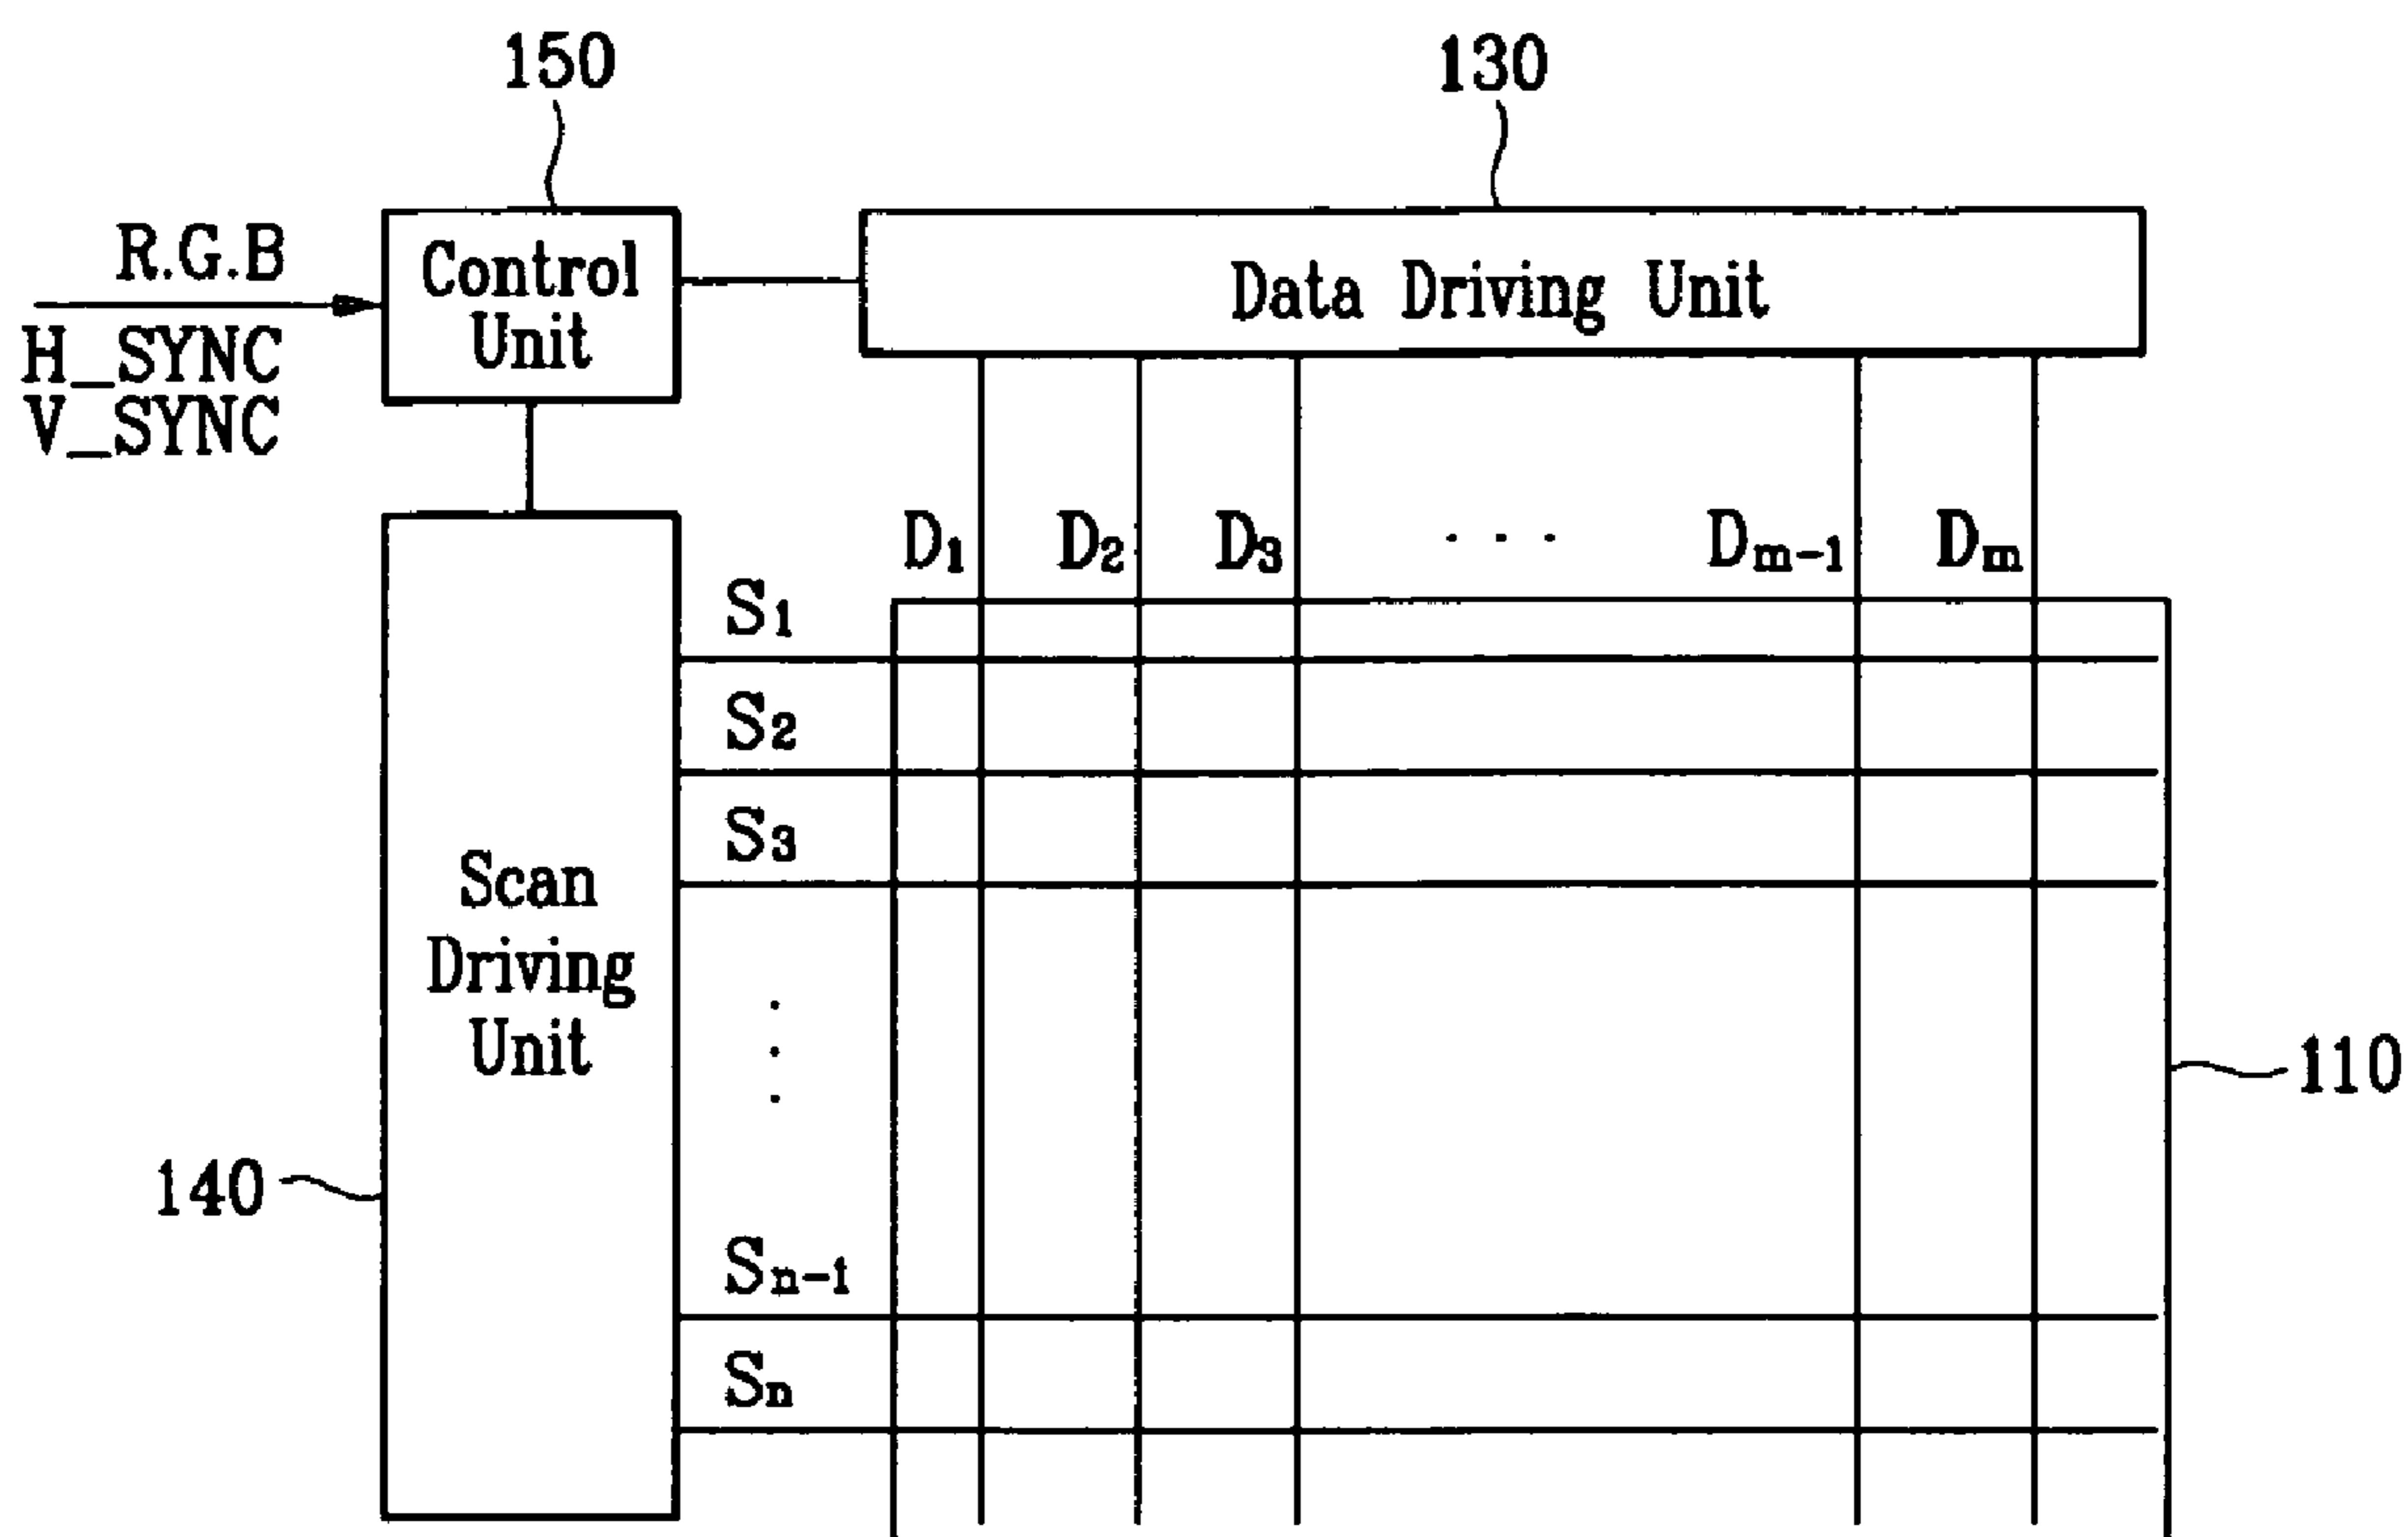 150
130
R.G.B
H_SYNC
V_SYNC
Control
Unit
Data Driving Unit
D1 D2 D3 . . . Dm-1 Dm
S1
S2
S3
Scan
Driving
Unit
.
.
.
110
140
Sn-1
Sn